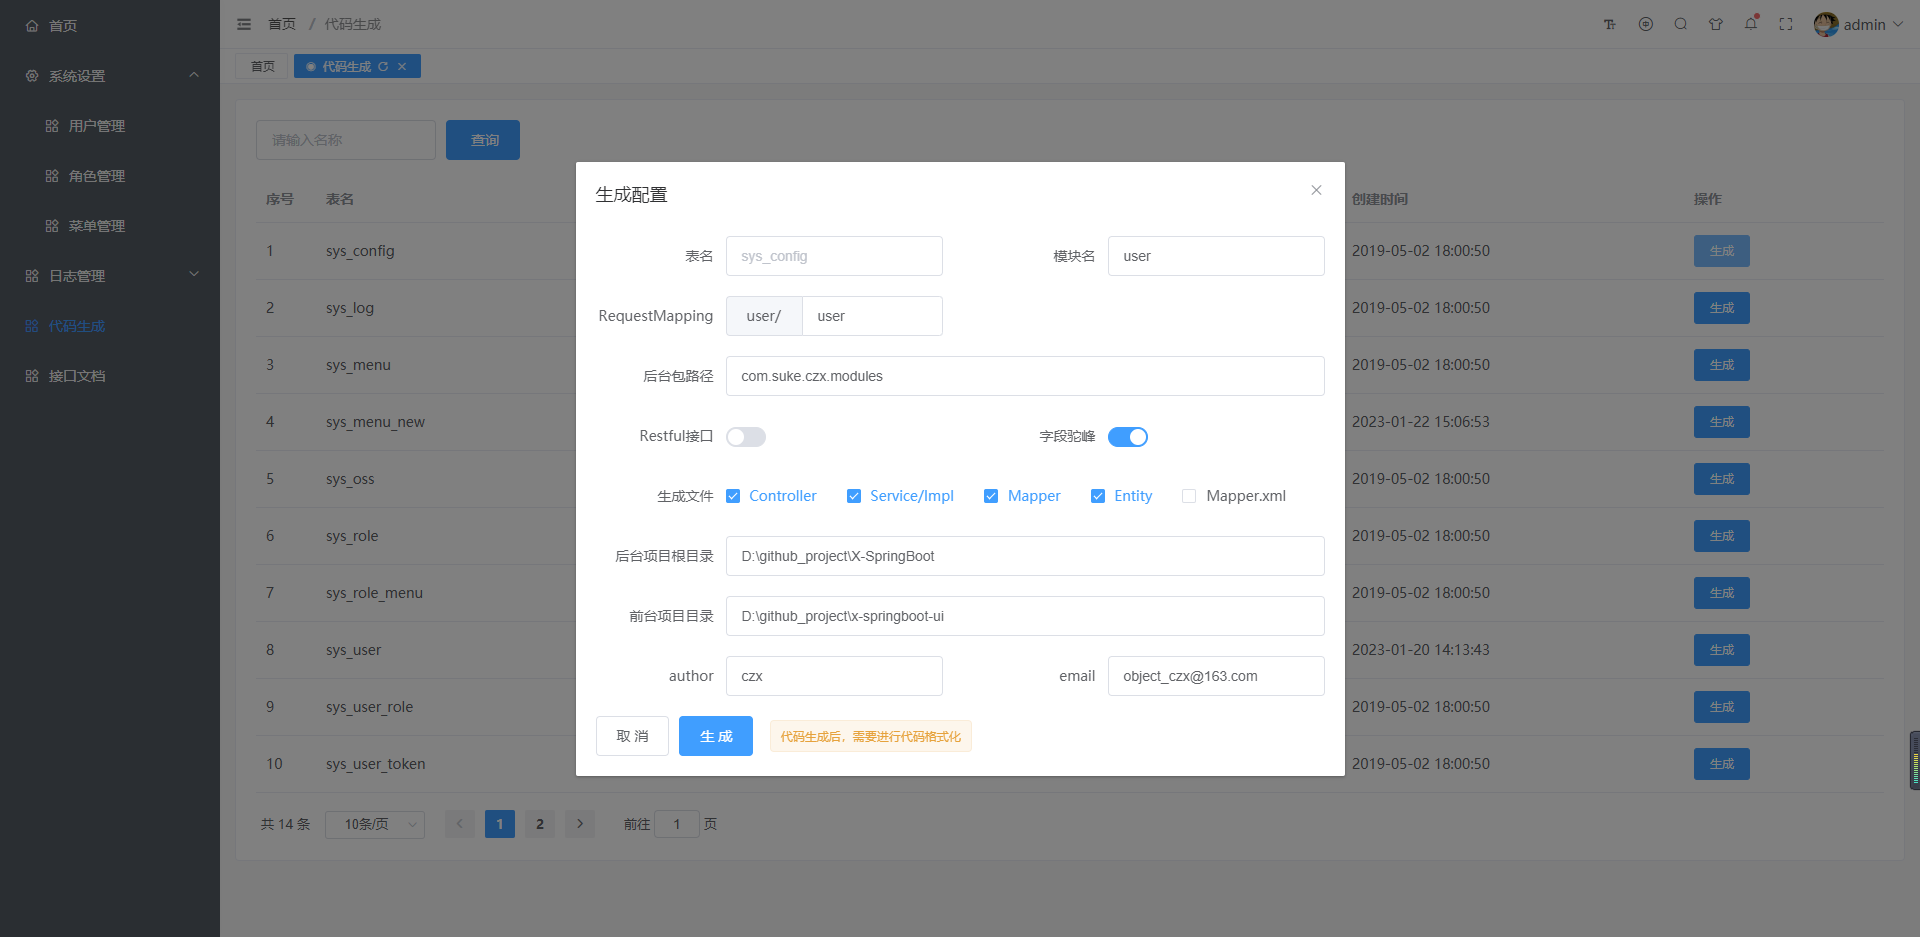 首页
系统设置
用户管理
角色管理
菜单管理
日志管理
代码生成
接口文档
首页 / 代码生成
admin
首页
代码生成
请输入名称
查询
序号 表名 创建时间 操作
1 sys_config 2019-05-02 18:00:50 生成
2 sys_log 2019-05-02 18:00:50 生成
3 sys_menu 2019-05-02 18:00:50 生成
4 sys_menu_new 2023-01-22 15:06:53 生成
5 sys_oss 2019-05-02 18:00:50 生成
6 sys_role 2019-05-02 18:00:50 生成
7 sys_role_menu 2019-05-02 18:00:50 生成
8 sys_user 2023-01-20 14:13:43 生成
9 sys_user_role 2019-05-02 18:00:50 生成
10 sys_user_token 2019-05-02 18:00:50 生成
共 14 条 10条/页 1 2 前往 1 页
生成配置
表名 sys_config 模块名 user
RequestMapping user/ user
后台包路径 com.suke.czx.modules
Restful接口 字段驼峰
生成文件 Controller Service/Impl Mapper Entity Mapper.xml
后台项目根目录 D:\github_project\X-SpringBoot
前台项目目录 D:\github_project\x-springboot-ui
author czx email object_czx@163.com
取 消 生 成 代码生成后，需要进行代码格式化